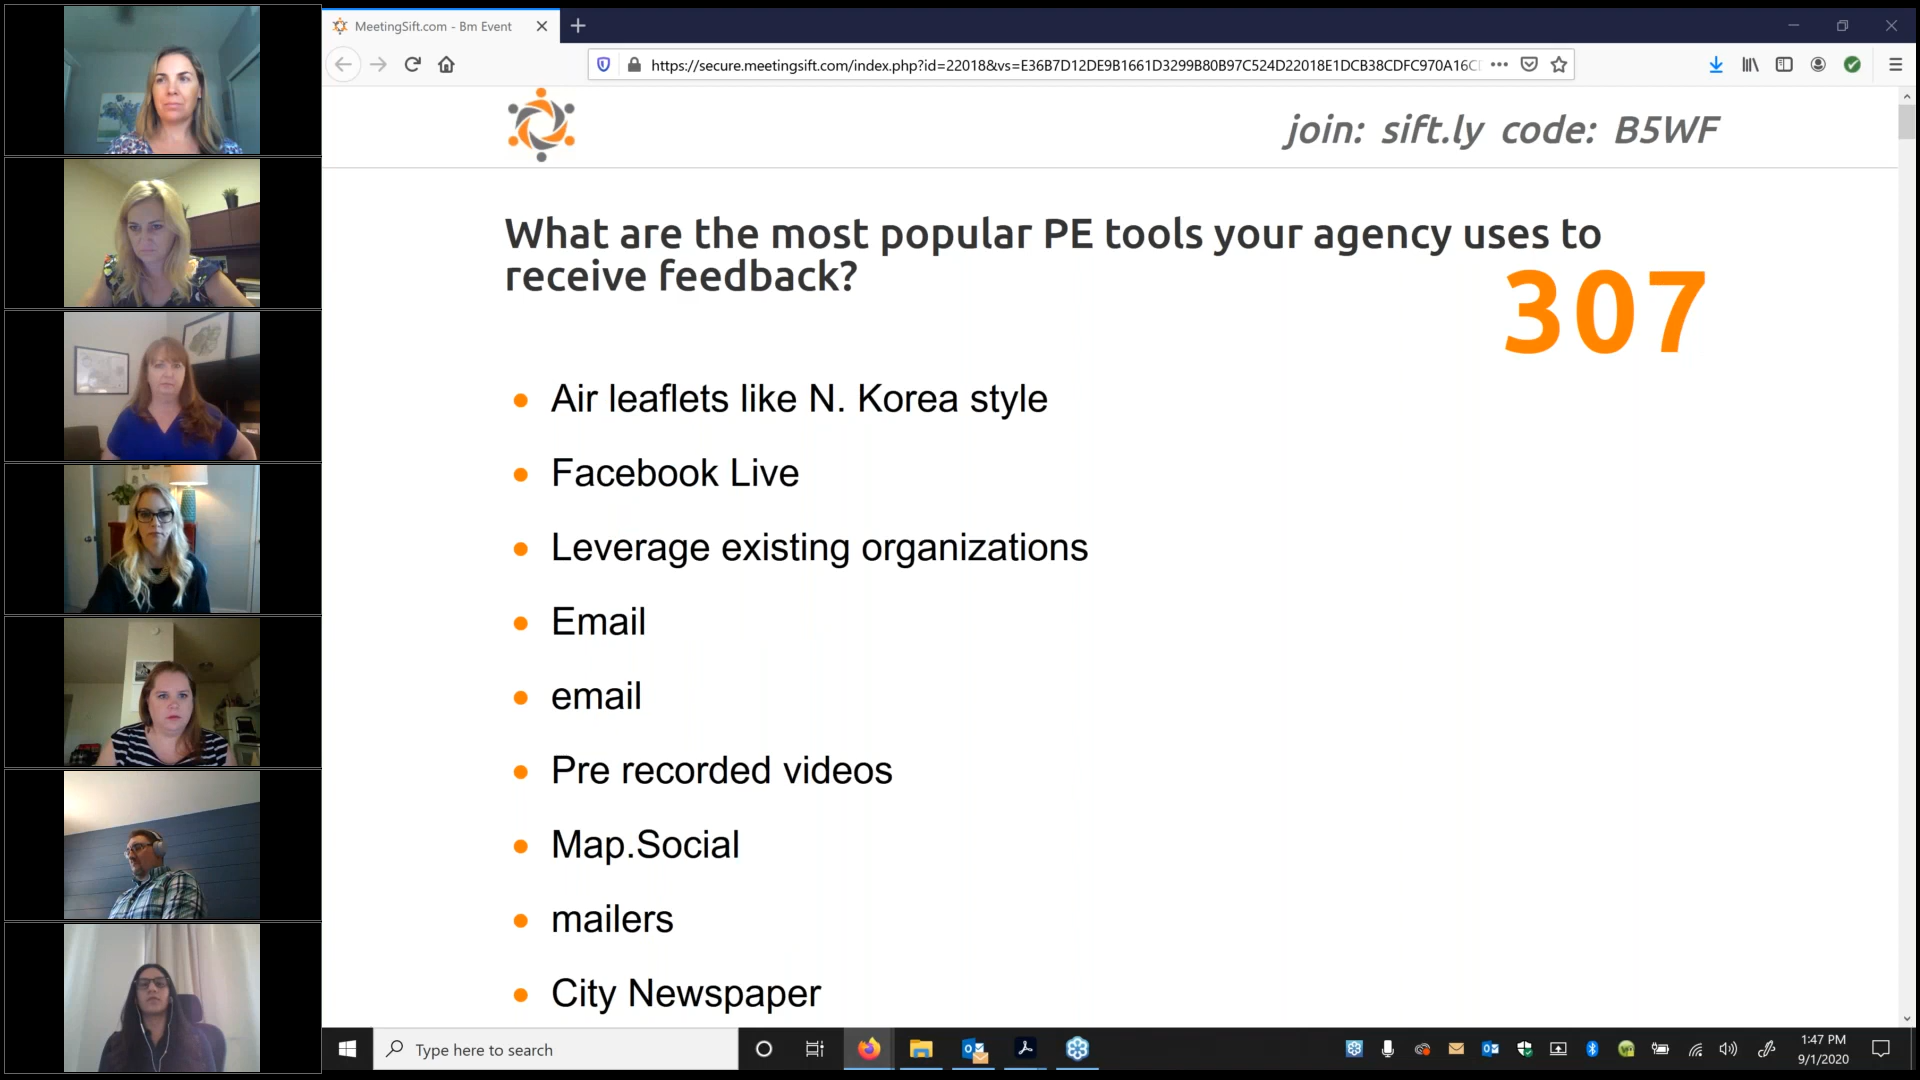 MeetingSift.com - Bm Event
https://secure.meetingsift.com/index.php?id=22018&vs=E36B7D12DE9B1661D3299B80B97C524D22018E1DCB38CDFC970A16C
join: sift.ly code: B5WF
What are the most popular PE tools your agency uses to
receive feedback?
307
Air leaflets like N. Korea style
Facebook Live
Leverage existing organizations
Email
email
Pre recorded videos
Map.Social
mailers
City Newspaper
Type here to search
1:47 PM
9/1/2020